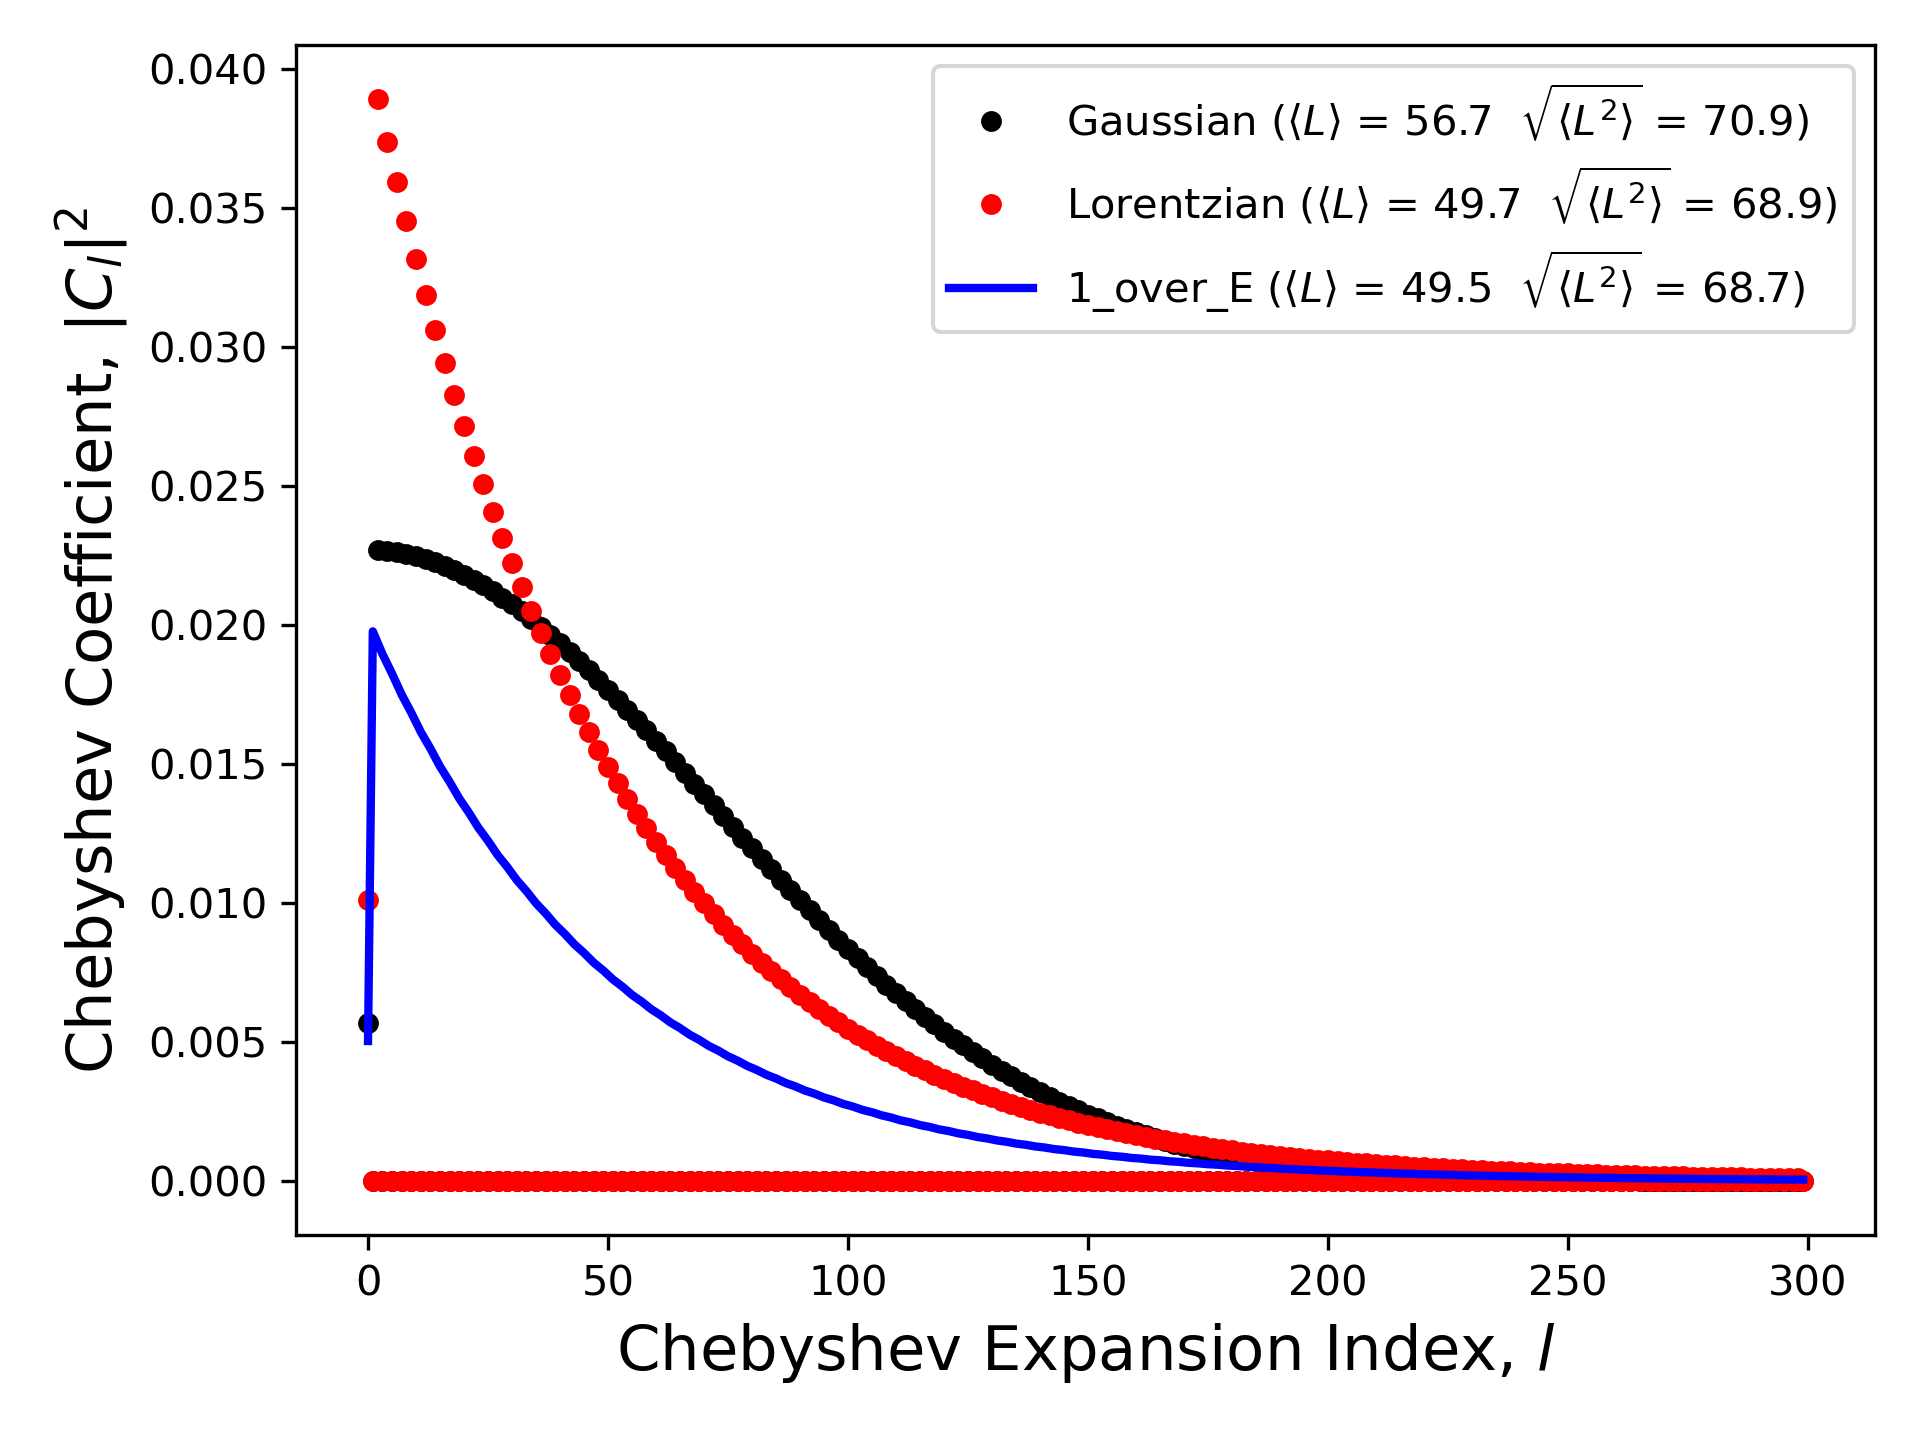 0.040
0.035
0.030
0.025
0.020
0.015
0.010
0.005
0.000
Chebyshev Coefficient, |C_l|²
Gaussian (⟨L⟩ = 56.7 √⟨L²⟩ = 70.9)
Lorentzian (⟨L⟩ = 49.7 √⟨L²⟩ = 68.9)
1_over_E (⟨L⟩ = 49.5 √⟨L²⟩ = 68.7)
0 50 100 150 200 250 300
Chebyshev Expansion Index, l